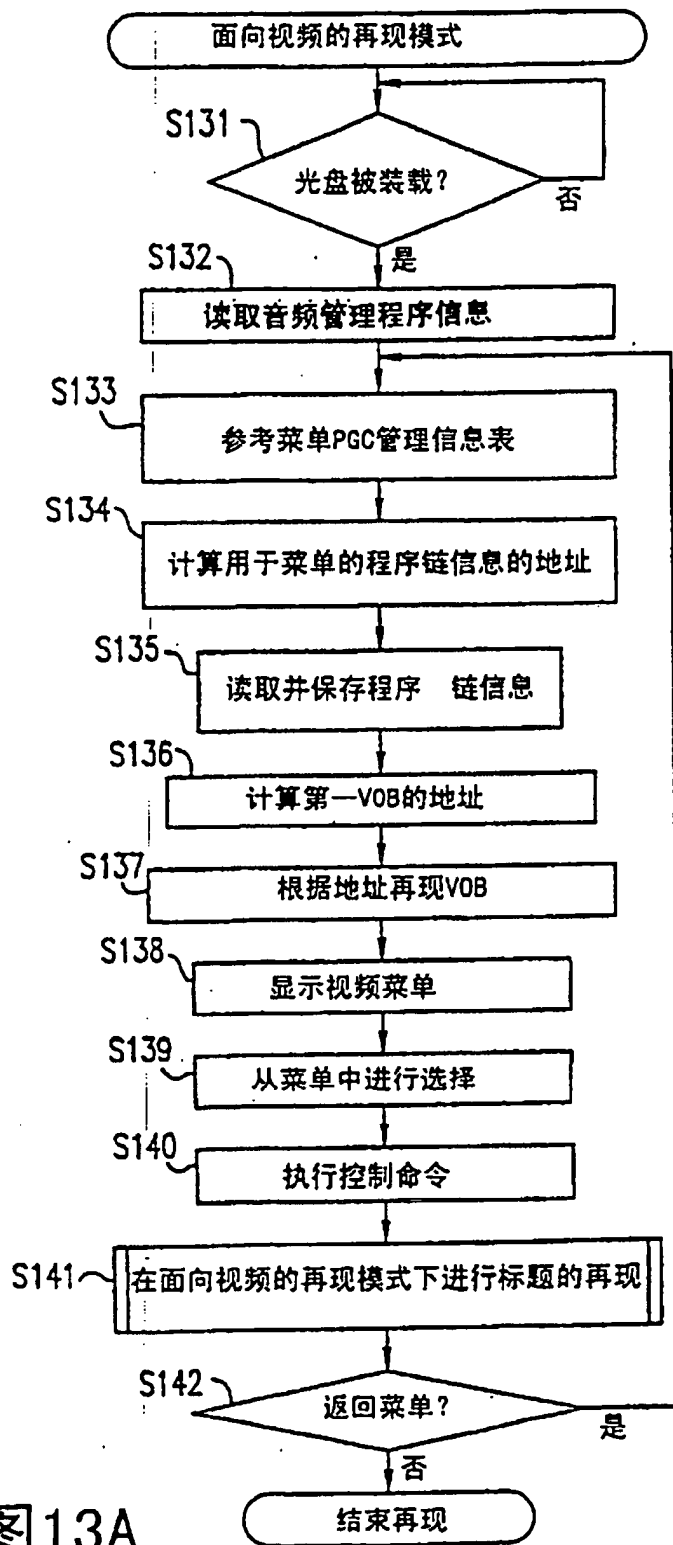 面向视频的再现模式
S131
光盘被装载?
否
是
S132
读取音频管理程序信息
S133
参考菜单PGC管理信息表
S134
计算用于菜单的程序链信息的地址
S135
读取并保存程序 链信息
S136
计算第一VOB的地址
S137
根据地址再现VOB
S138
显示视频菜单
S139
从菜单中进行选择
S140
执行控制命令
S141
在面向视频的再现模式下进行标题的再现
S142
返回菜单?
是
否
结束再现
图13A